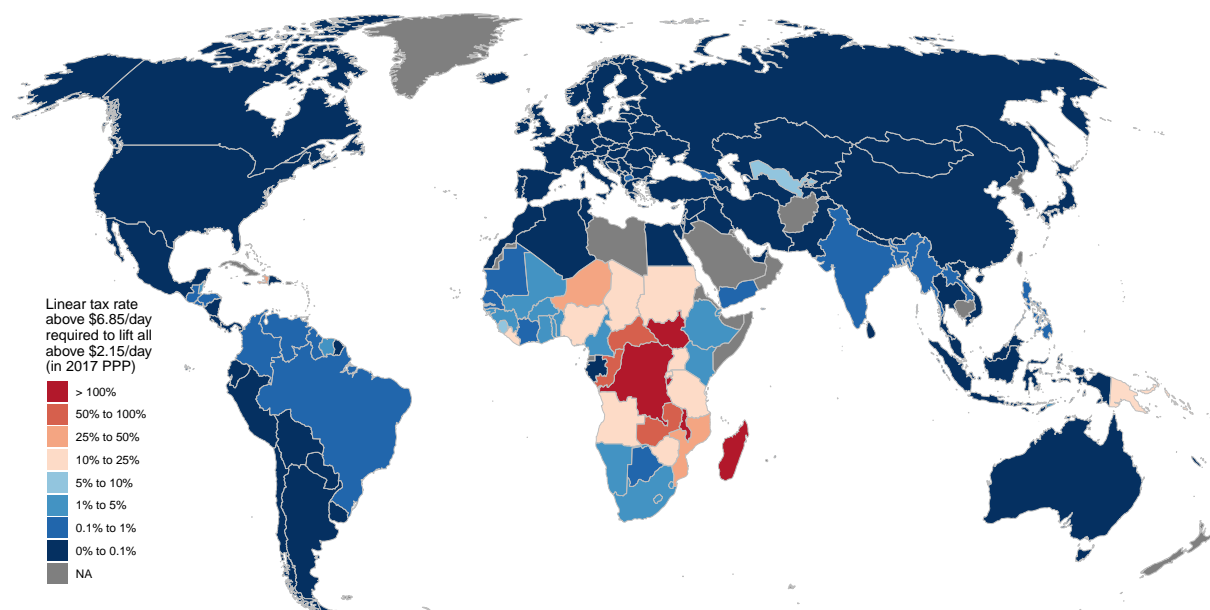 Linear tax rate
above $6.85/day
required to lift all
above $2.15/day
(in 2017 PPP)
> 100%
50% to 100%
25% to 50%
10% to 25%
5% to 10%
1% to 5%
0.1% to 1%
0% to 0.1%
NA